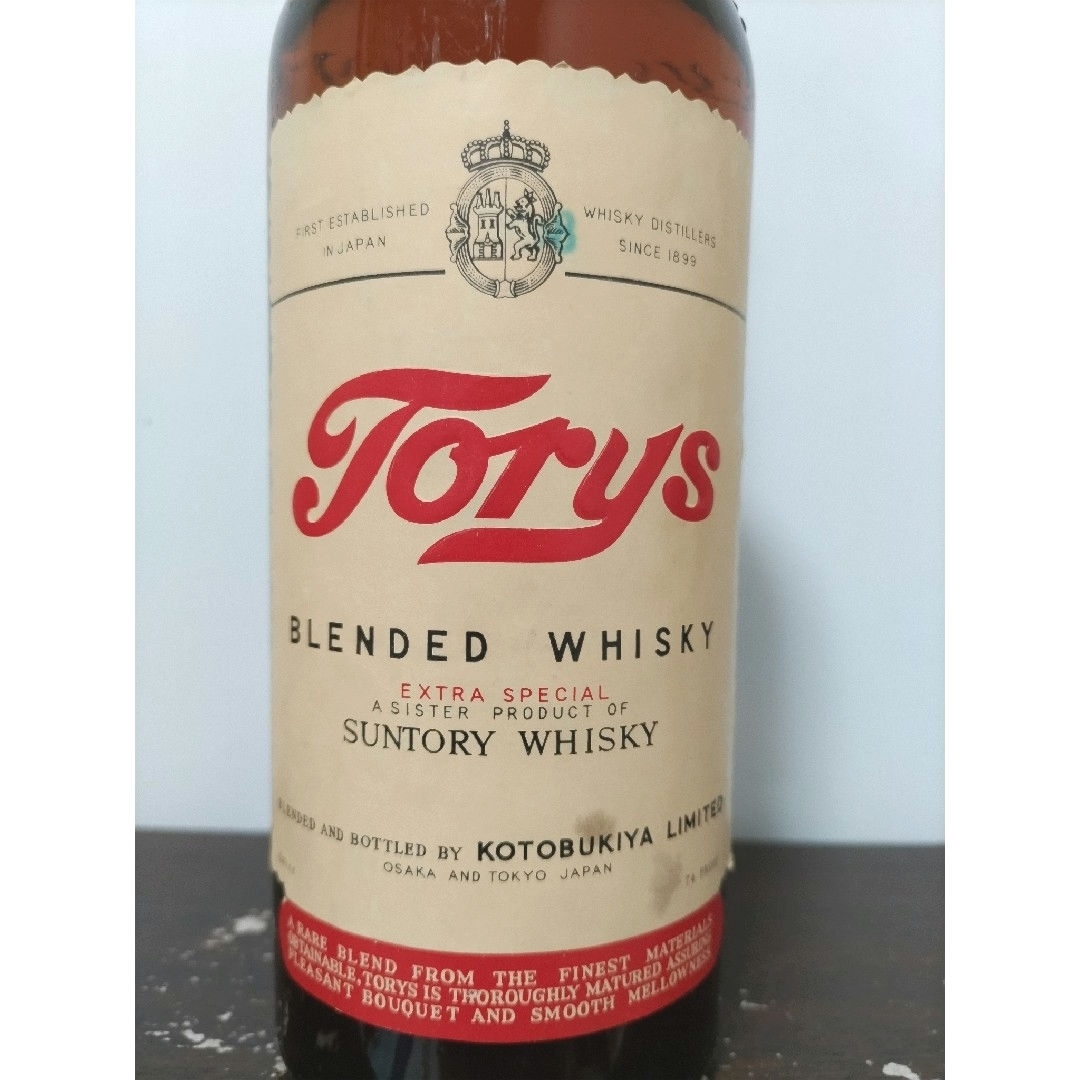 FIRST ESTABLISHED
IN JAPAN
WHISKY DISTILLERS
SINCE 1899
Torys
BLENDED WHISKY
EXTRA SPECIAL
A SISTER PRODUCT OF
SUNTORY WHISKY
BLENDED AND BOTTLED BY KOTOBUKIYA LIMITED
OSAKA AND TOKYO JAPAN
A RARE BLEND FROM THE FINEST MATERIALS
OBTAINABLE, TORYS IS THOROUGHLY MATURED ASSURING
PLEASANT BOUQUET AND SMOOTH MELLOWNESS